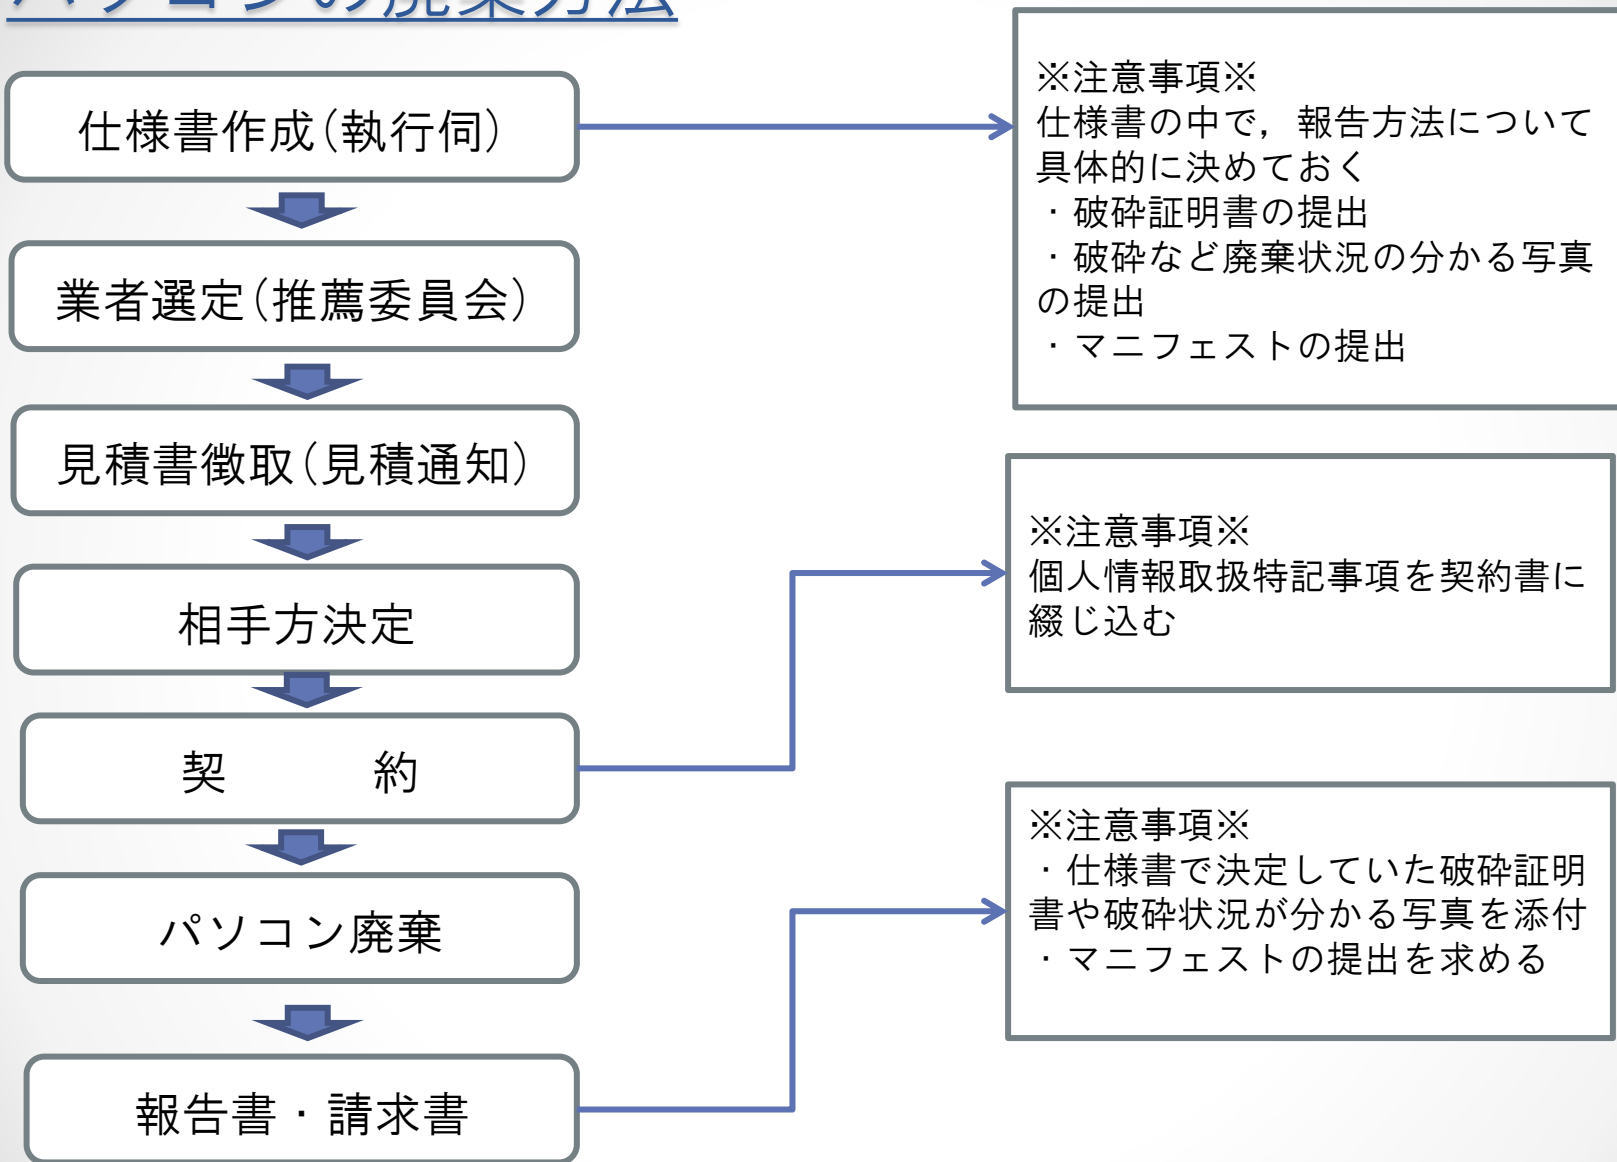 パソコンの廃棄方法
仕様書作成(執行伺)
業者選定(推薦委員会)
見積書徴取(見積通知)
相手方決定
契　　　約
パソコン廃棄
報告書・請求書
※注意事項※
仕様書の中で，報告方法について
具体的に決めておく
・破砕証明書の提出
・破砕など廃棄状況の分かる写真
の提出
・マニフェストの提出
※注意事項※
個人情報取扱特記事項を契約書に
綴じ込む
※注意事項※
・仕様書で決定していた破砕証明
書や破砕状況が分かる写真を添付
・マニフェストの提出を求める